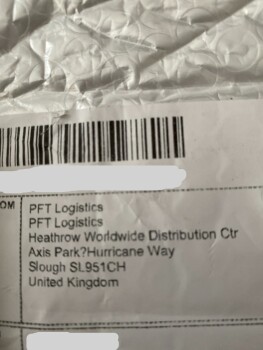 OM
PFT Logistics
PFT Logistics
Heathrow Worldwide Distribution Ctr
Axis Park?Hurricane Way
Slough SL951CH
United Kingdom